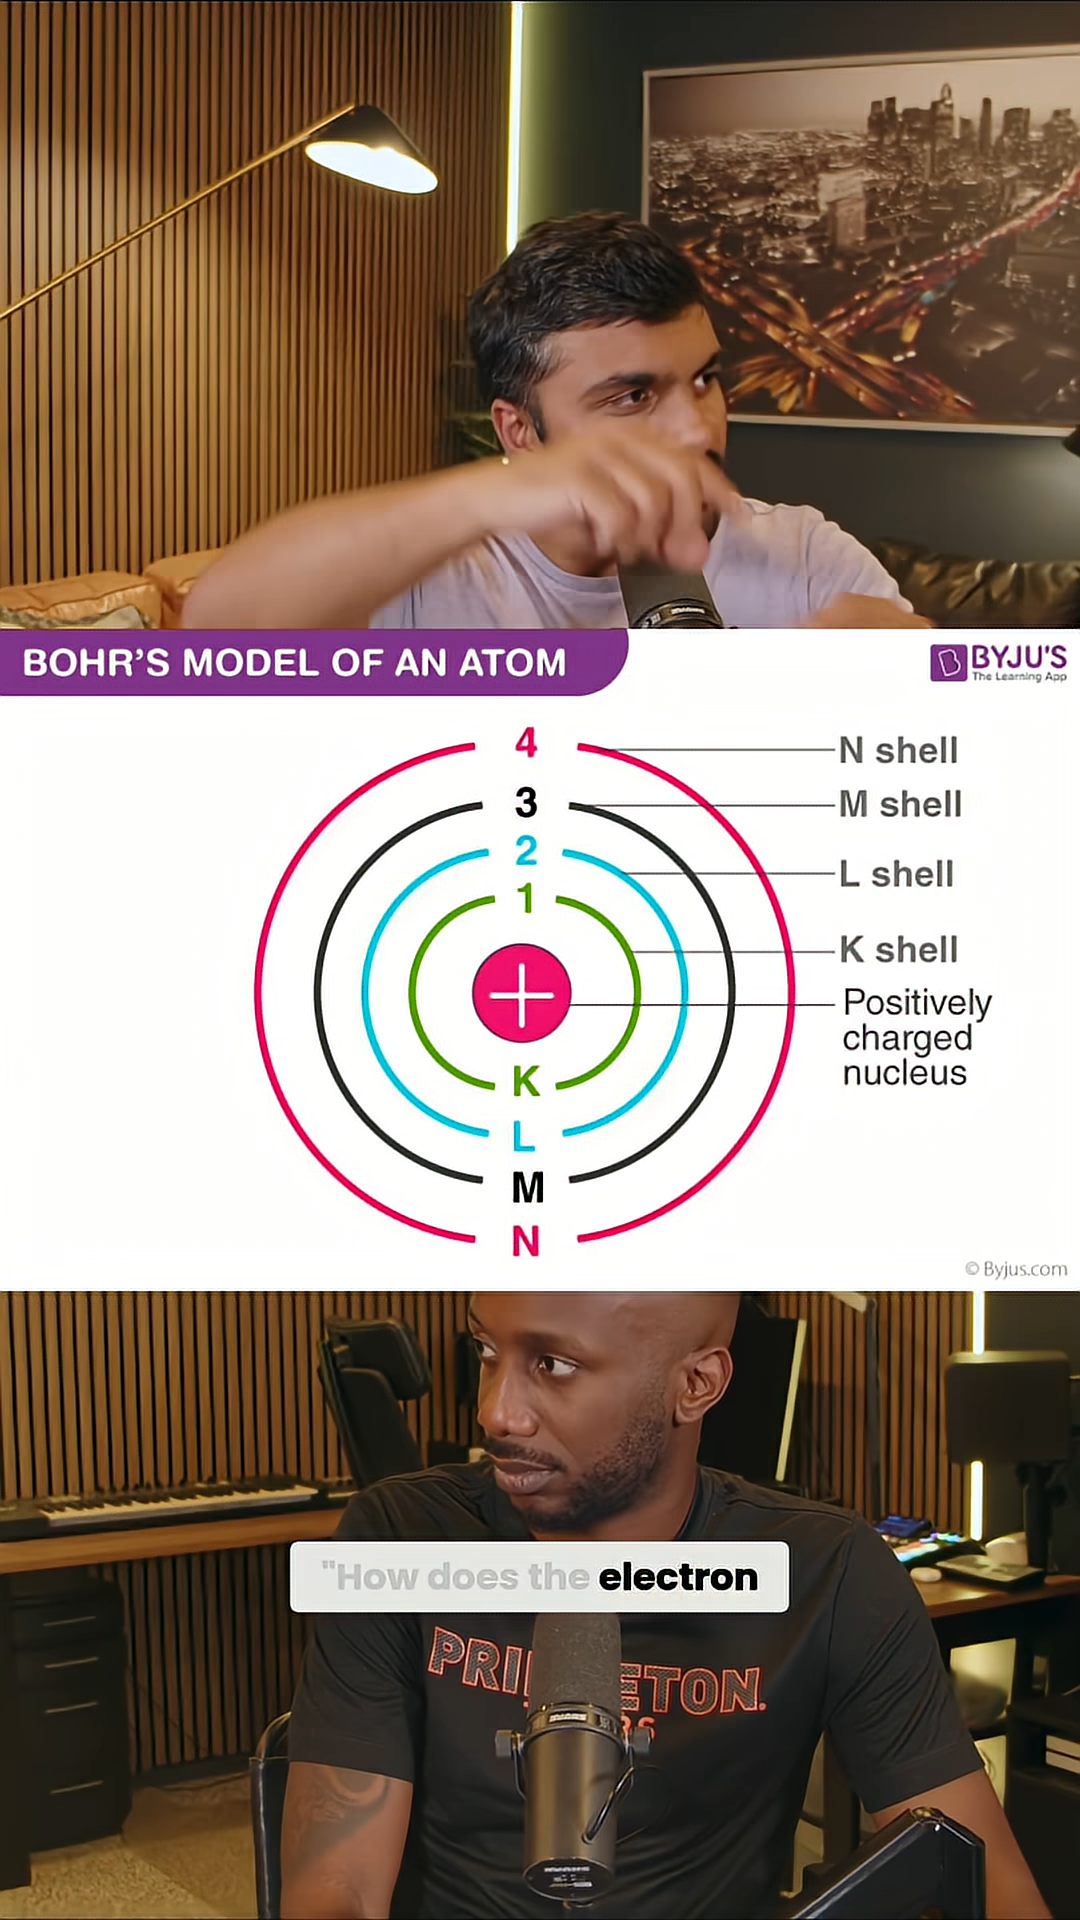 BOHR'S MODEL OF AN ATOM
BYJU'S
The Learning App
4
3
2
1
K
L
M
N
N shell
M shell
L shell
K shell
Positively
charged
nucleus
© Byjus.com
"How does the electron